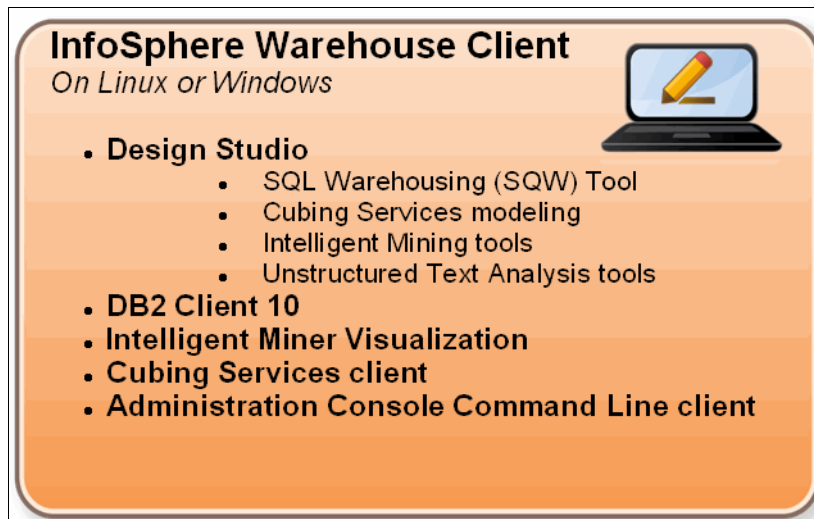 InfoSphere Warehouse Client
On Linux or Windows
• Design Studio
• SQL Warehousing (SQW) Tool
• Cubing Services modeling
• Intelligent Mining tools
• Unstructured Text Analysis tools
• DB2 Client 10
• Intelligent Miner Visualization
• Cubing Services client
• Administration Console Command Line client